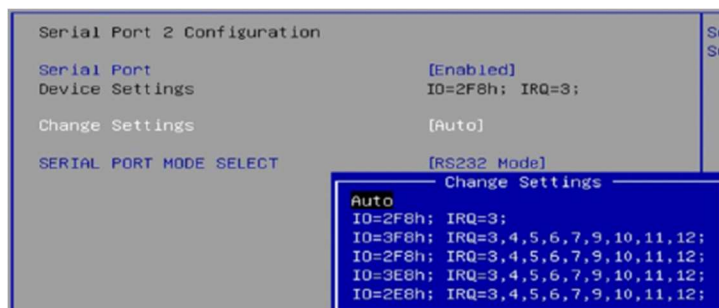 Serial Port 2 Configuration
Serial Port [Enabled]
Device Settings IO=2F8h; IRQ=3;
Change Settings [Auto]
SERIAL PORT MODE SELECT [RS232 Mode]
Change Settings
Auto
IO=2F8h; IRQ=3;
IO=3F8h; IRQ=3,4,5,6,7,9,10,11,12;
IO=2F8h; IRQ=3,4,5,6,7,9,10,11,12;
IO=3E8h; IRQ=3,4,5,6,7,9,10,11,12;
IO=2E8h; IRQ=3,4,5,6,7,9,10,11,12;